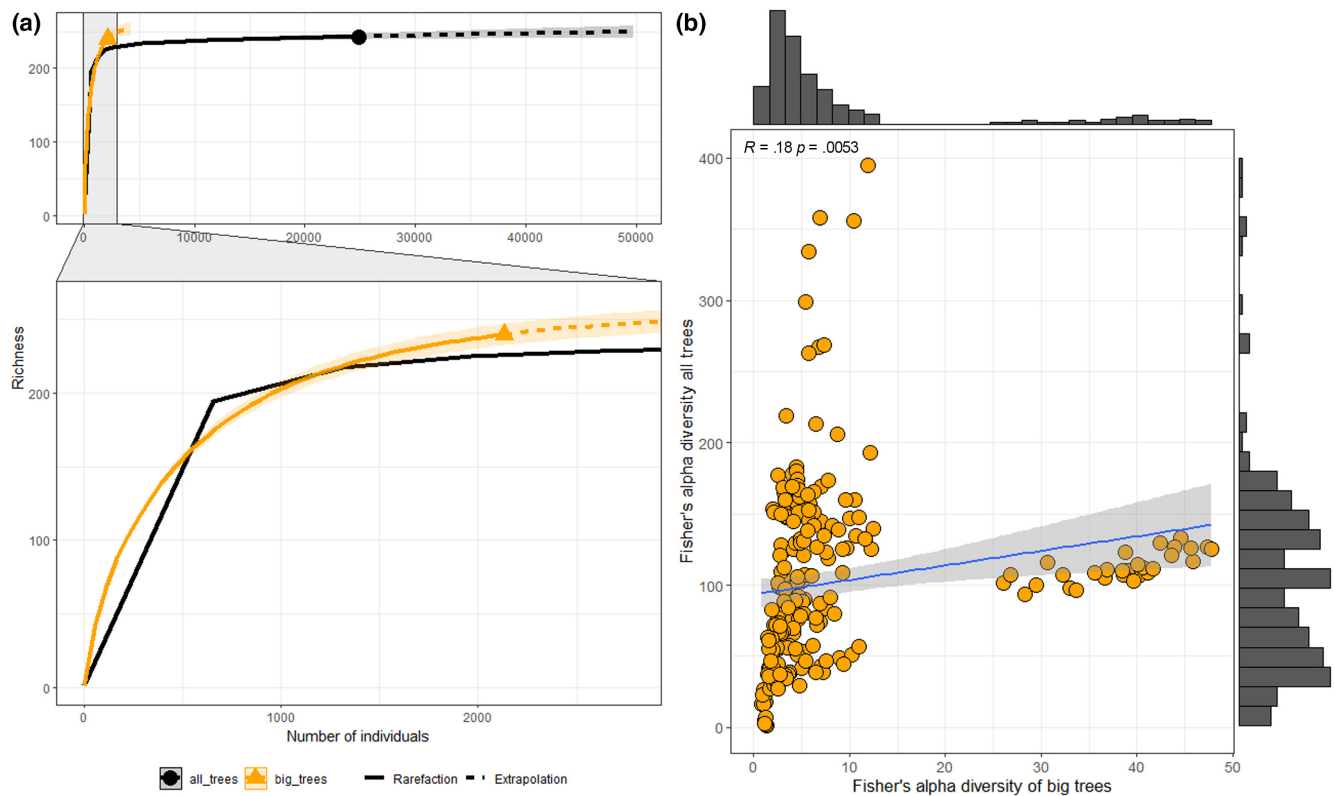 (a)
200
100
0
0 10000 20000 30000 40000 50000
Richness
200
100
0
0 1000 2000
Number of individuals
all_trees big_trees Rarefaction Extrapolation
(b)
R = .18 p = .0053
Fisher's alpha diversity all trees
400
300
200
100
0
0 10 20 30 40 50
Fisher's alpha diversity of big trees